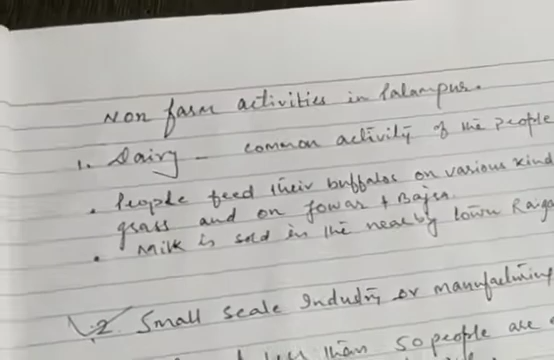 Non farm activities in Palampur.
1. Dairy - common activity of the people
• People feed their buffalos on various kind
grass and on Jowar & Bajra.
• Milk is sold in the nearby town Raiga
2. Small scale Industry or manufacturing
less than 50 people are